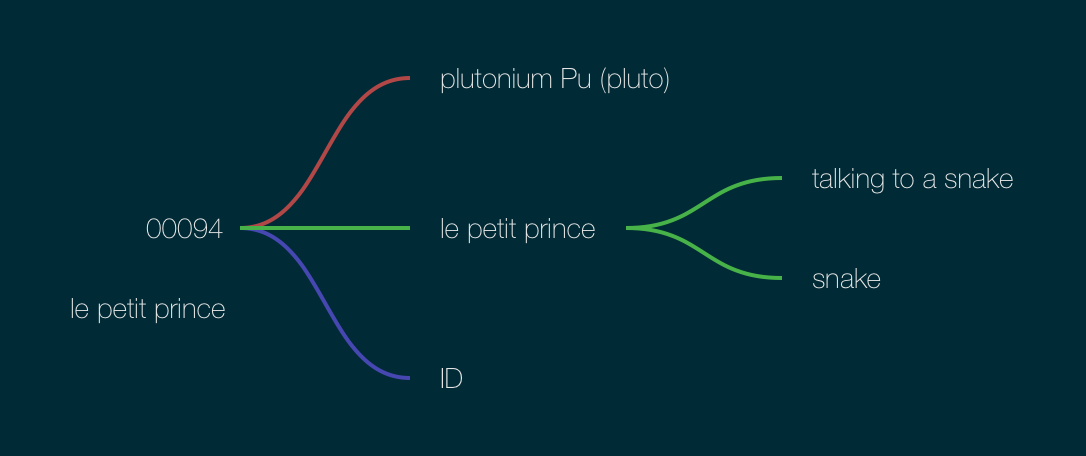 plutonium Pu (pluto)
talking to a snake
00094
le petit prince
snake
le petit prince
ID